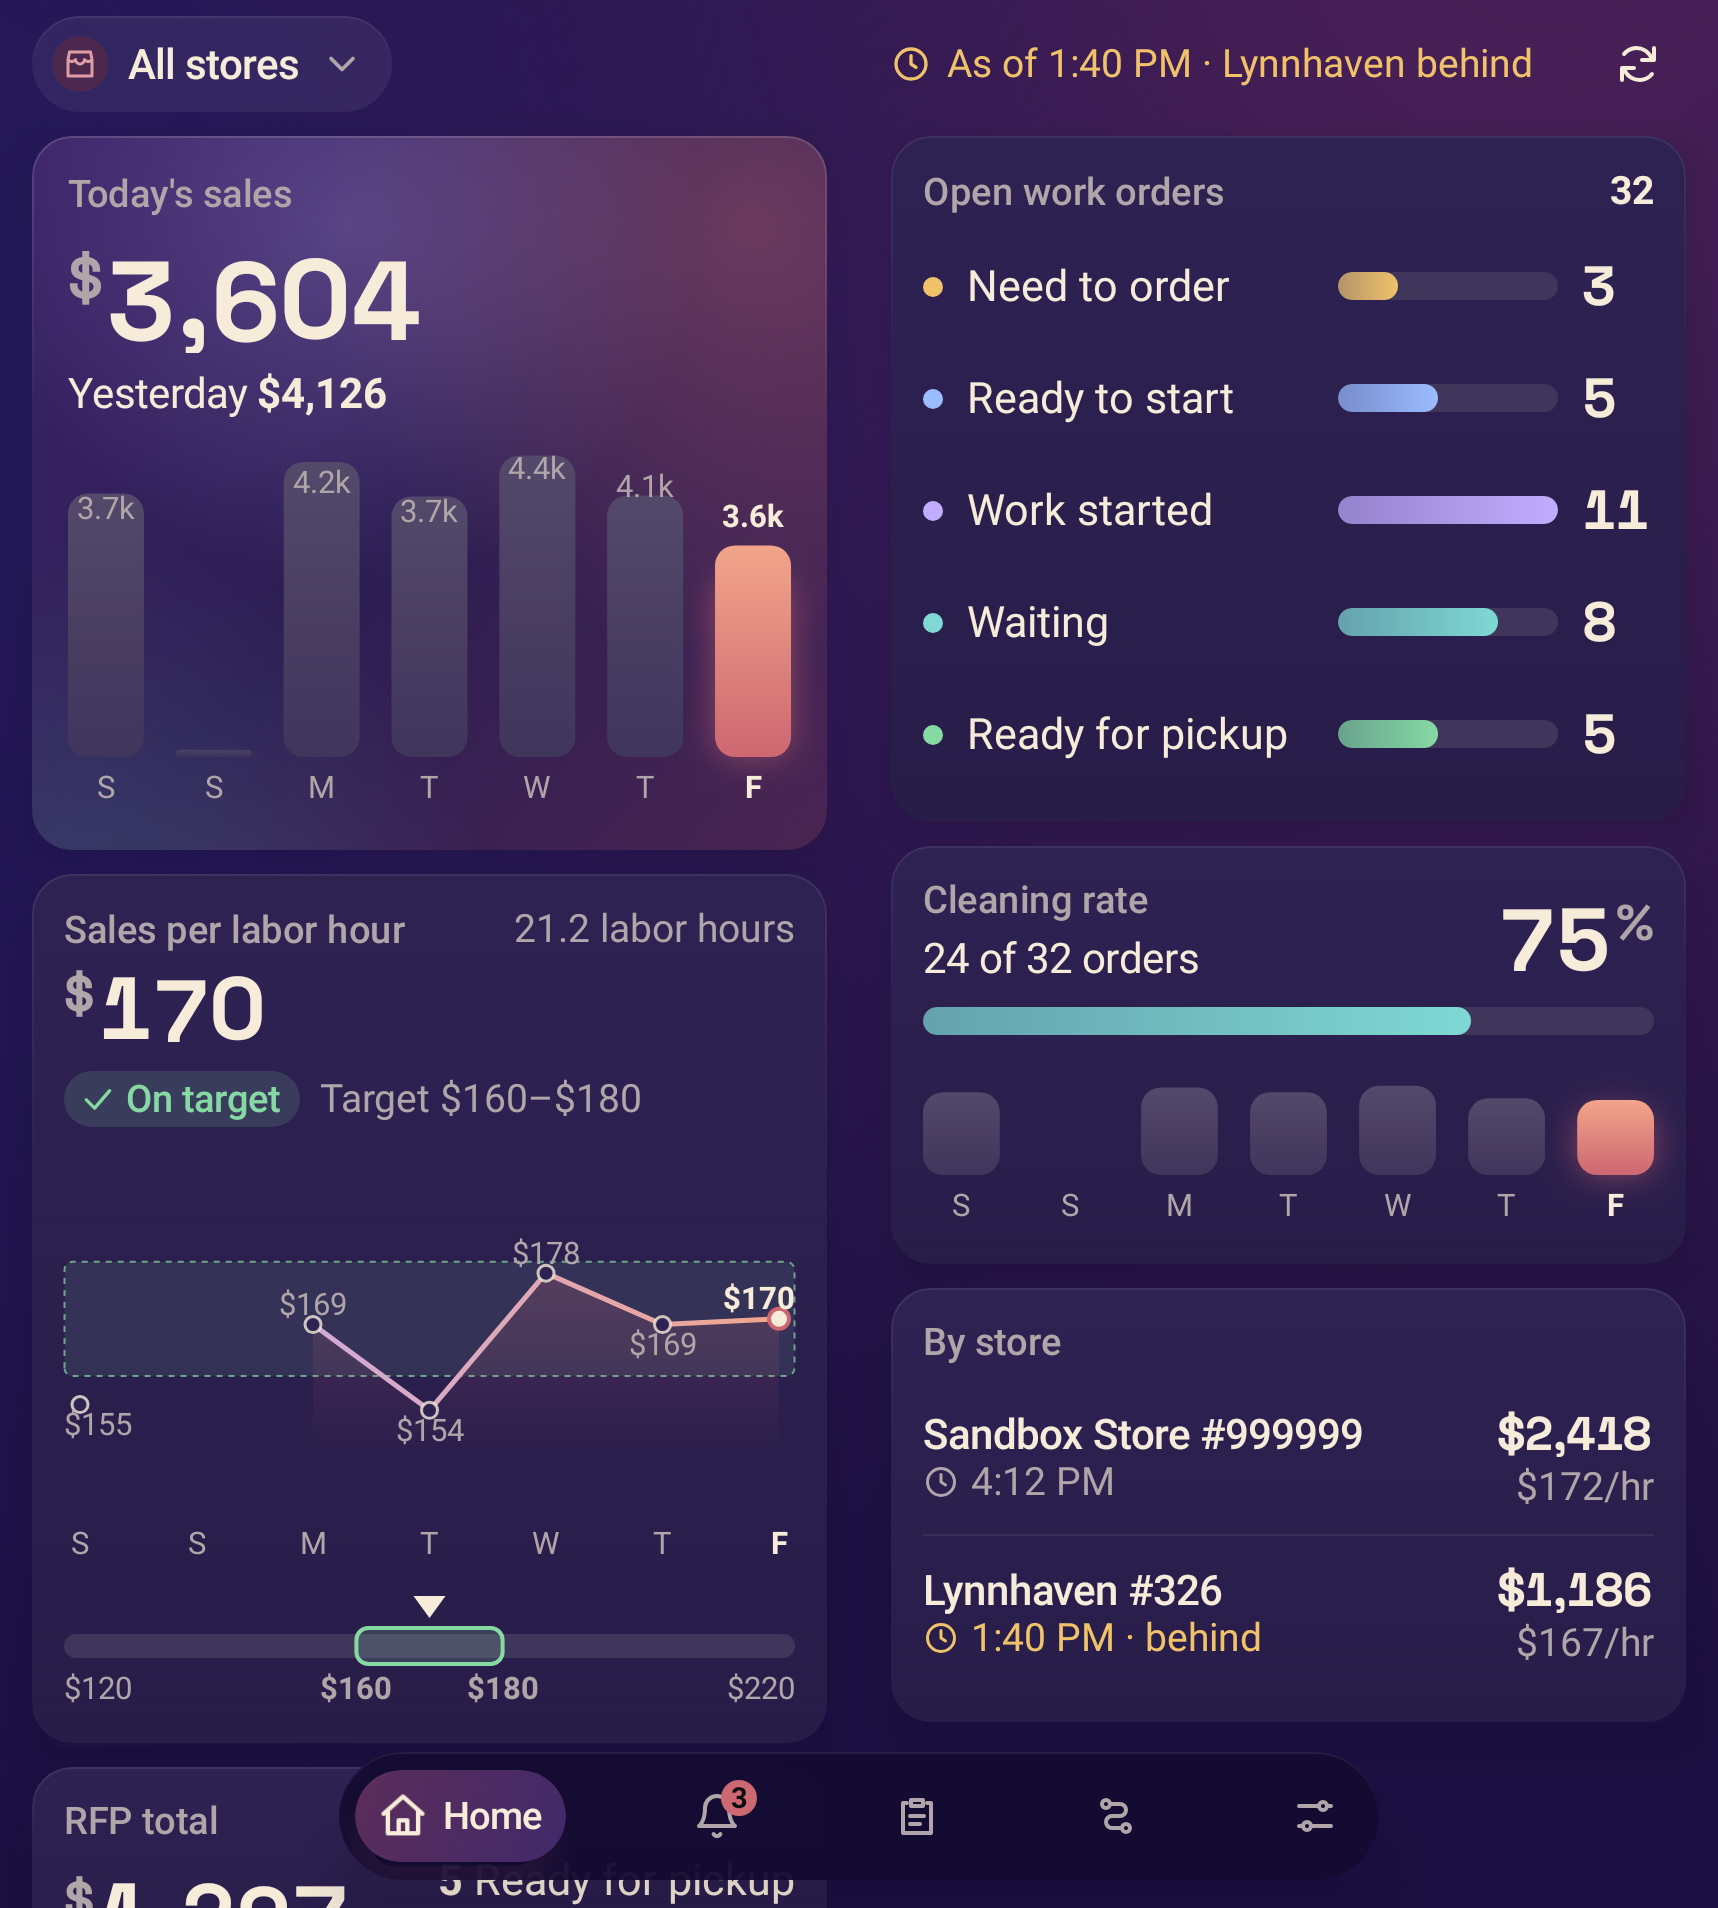 All stores
As of 1:40 PM · Lynnhaven behind
Today's sales
$3,604
Yesterday $4,126
3.7k
4.2k
3.7k
4.4k
4.1k
3.6k
S S M T W T F
Sales per labor hour
21.2 labor hours
$170
On target
Target $160–$180
$155
$169
$154
$178
$169
$170
S S M T W T F
$120 $160 $180 $220
RFP total
5 Ready for pickup
Open work orders 32
Need to order 3
Ready to start 5
Work started 11
Waiting 8
Ready for pickup 5
Cleaning rate
24 of 32 orders
75%
S S M T W T F
By store
Sandbox Store #999999 $2,418
4:12 PM $172/hr
Lynnhaven #326 $1,186
1:40 PM · behind $167/hr
Home
3